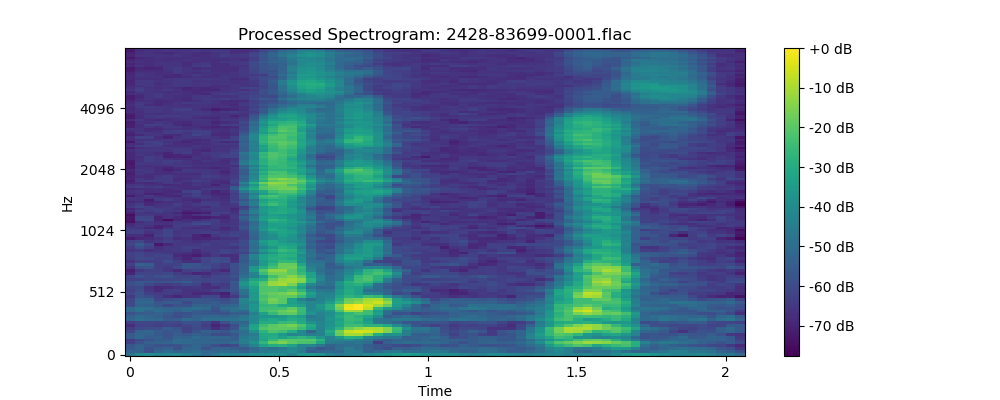 Processed Spectrogram: 2428-83699-0001.flac
Hz
4096
2048
1024
512
0
0
0.5
1
1.5
2
Time
+0 dB
-10 dB
-20 dB
-30 dB
-40 dB
-50 dB
-60 dB
-70 dB